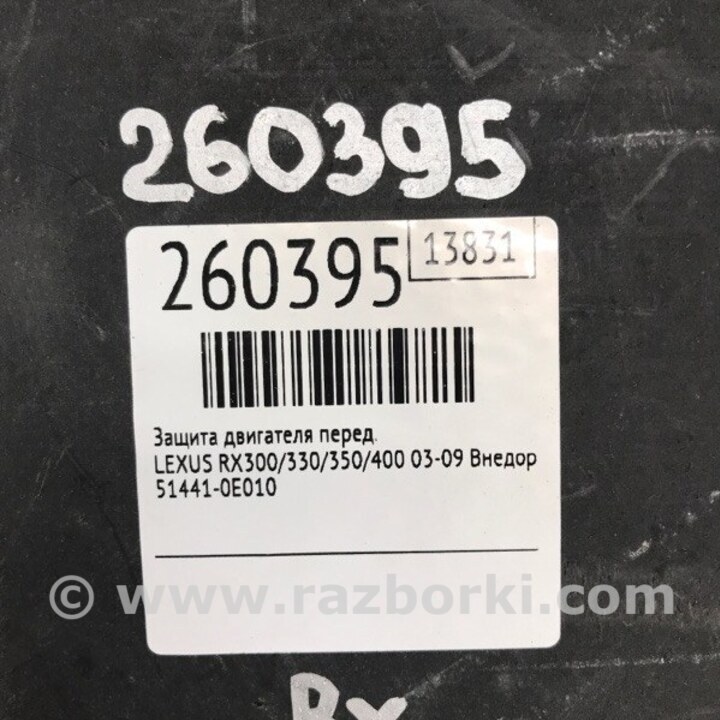 260395
260395
13831
Защита двигателя перед.
LEXUS RX300/330/350/400 03-09 Внедор
51441-0E010
© www.razborki.com
RX